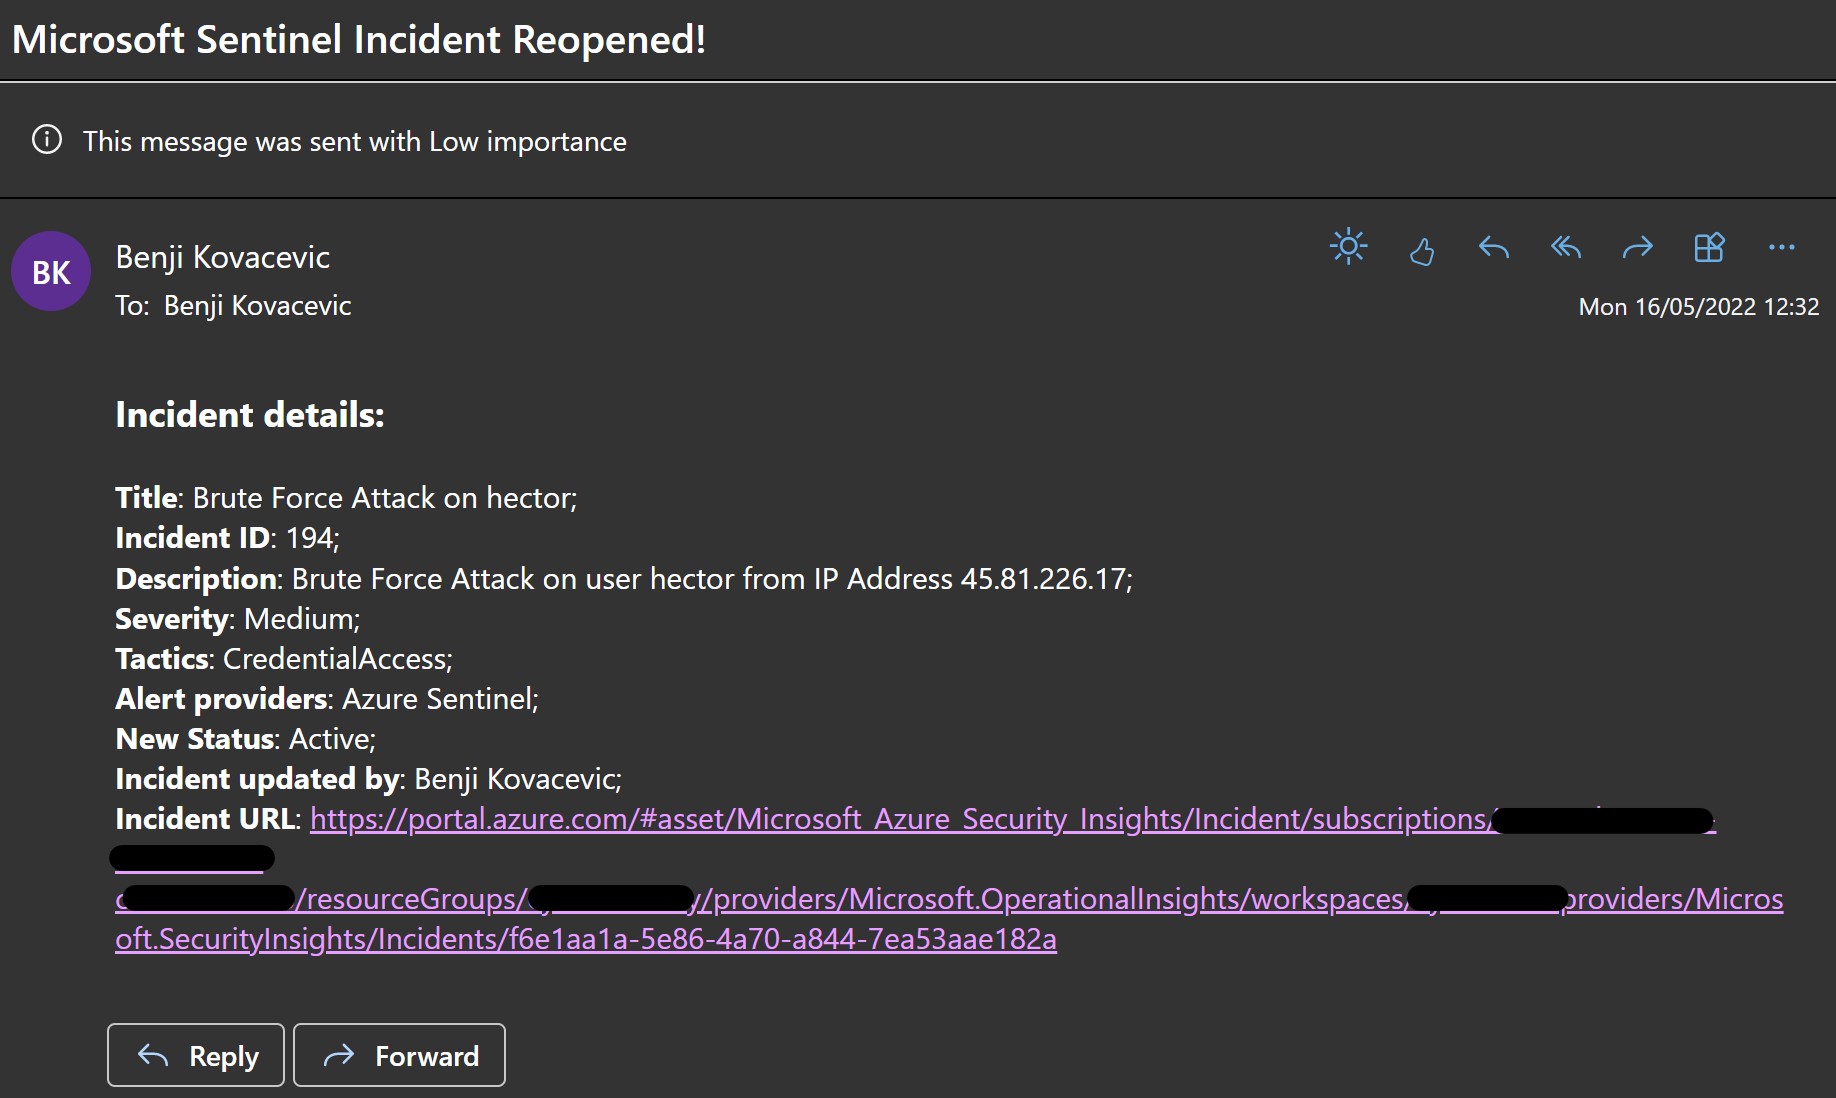 Microsoft Sentinel Incident Reopened!
This message was sent with Low importance
BK
Benji Kovacevic
To: Benji Kovacevic
Mon 16/05/2022 12:32
Incident details:
Title: Brute Force Attack on hector;
Incident ID: 194;
Description: Brute Force Attack on user hector from IP Address 45.81.226.17;
Severity: Medium;
Tactics: CredentialAccess;
Alert providers: Azure Sentinel;
New Status: Active;
Incident updated by: Benji Kovacevic;
Incident URL: https://portal.azure.com/#asset/Microsoft_Azure_Security_Insights/Incident/subscriptions/
/resourceGroups/ /providers/Microsoft.OperationalInsights/workspaces/ providers/Micros
oft.SecurityInsights/Incidents/f6e1aa1a-5e86-4a70-a844-7ea53aae182a
Reply Forward